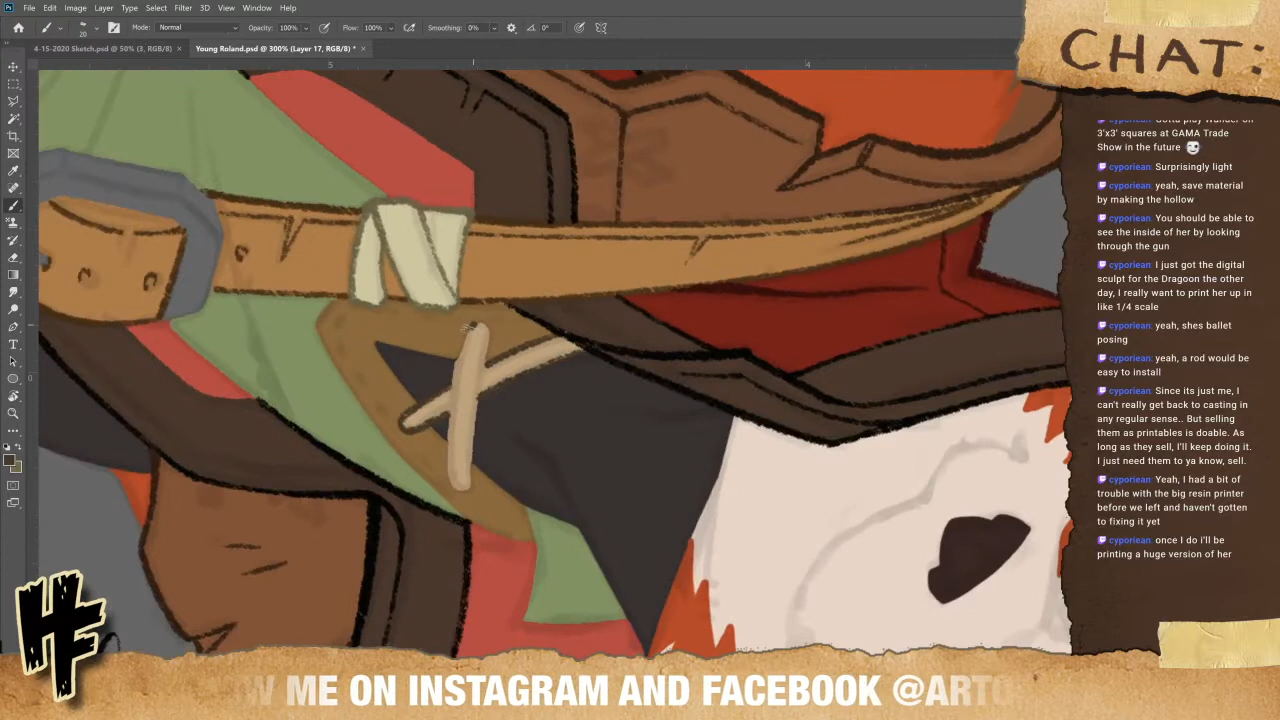 File Edit Image Layer Type Select Filter 3D View Window Help
20 Mode: Normal Opacity: 100% Flow: 100% Smoothing: 0% 0°
4-15-2020 Sketch.psd @ 50% (3, RGB/8) × Young Roland.psd @ 300% (Layer 17, RGB/8) * ×
5 4
CHAT:
3'x3' squares at GAMA Trade
Show in the future
cyporiean: Surprisingly light
cyporiean: yeah, save material
by making the hollow
cyporiean: You should be able to
see the inside of her by looking
through the gun
cyporiean: I just got the digital
sculpt for the Dragoon the other
day, I really want to print her up in
like 1/4 scale
cyporiean: yeah, shes ballet
posing
cyporiean: yeah, a rod would be
easy to install
cyporiean: Since its just me, I
can't really get back to casting in
any regular sense.. But selling
them as printables is doable. As
long as they sell, I'll keep doing it.
I just need them to ya know, sell.
cyporiean: Yeah, I had a bit of
trouble with the big resin printer
before we left and haven't gotten
to fixing it yet
cyporiean: once I do i'll be
printing a huge version of her
HF
W ME ON INSTAGRAM AND FACEBOOK @ARTO